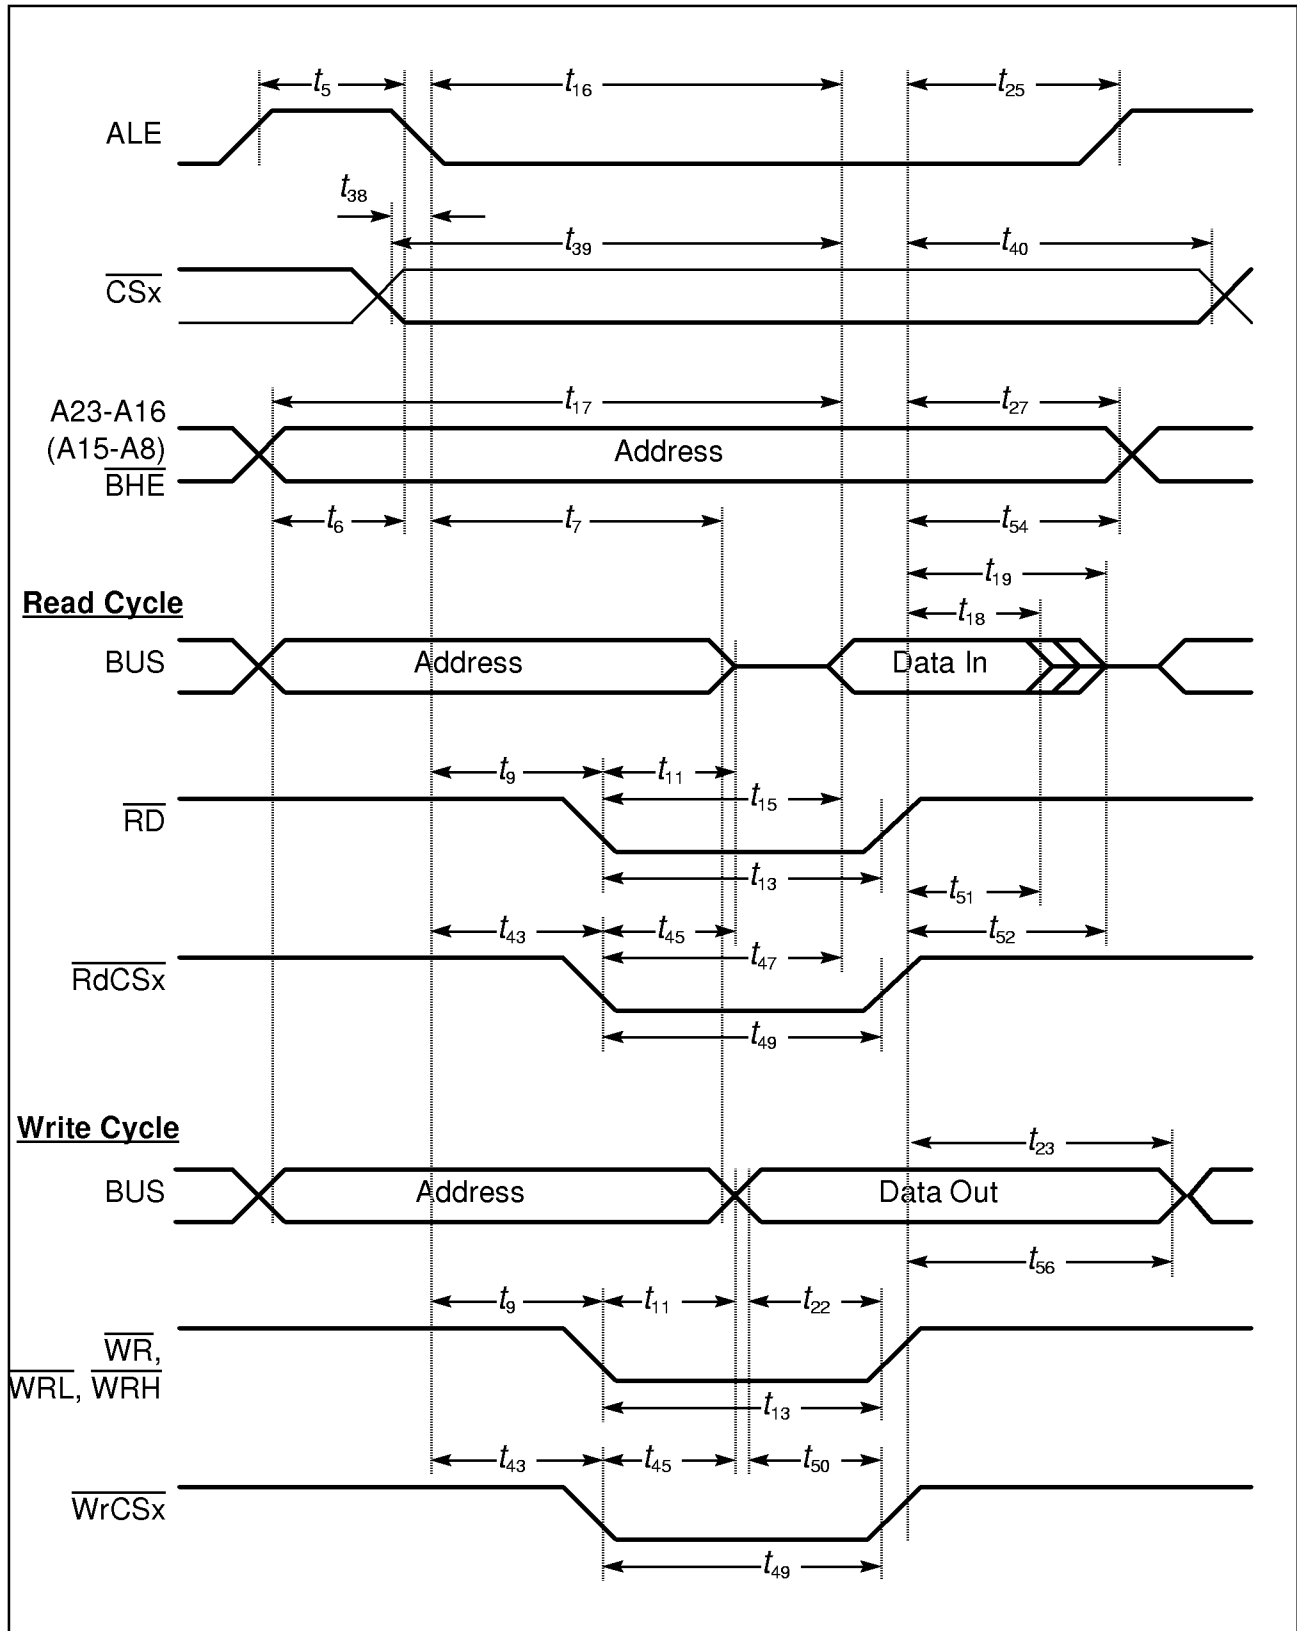 t5 t16 t25
ALE
t38
t39 t40
CSx
t17 t27
A23-A16
(A15-A8)
Address
BHE
t6 t7 t54
t19
Read Cycle
t18
BUS Address Data In
t9 t11
t15
RD
t13 t51
t43 t45 t52
t47
RdCSx
t49
Write Cycle
t23
BUS Address Data Out
t56
t9 t11 t22
WR,
WRL, WRH
t13
t43 t45 t50
WrCSx
t49